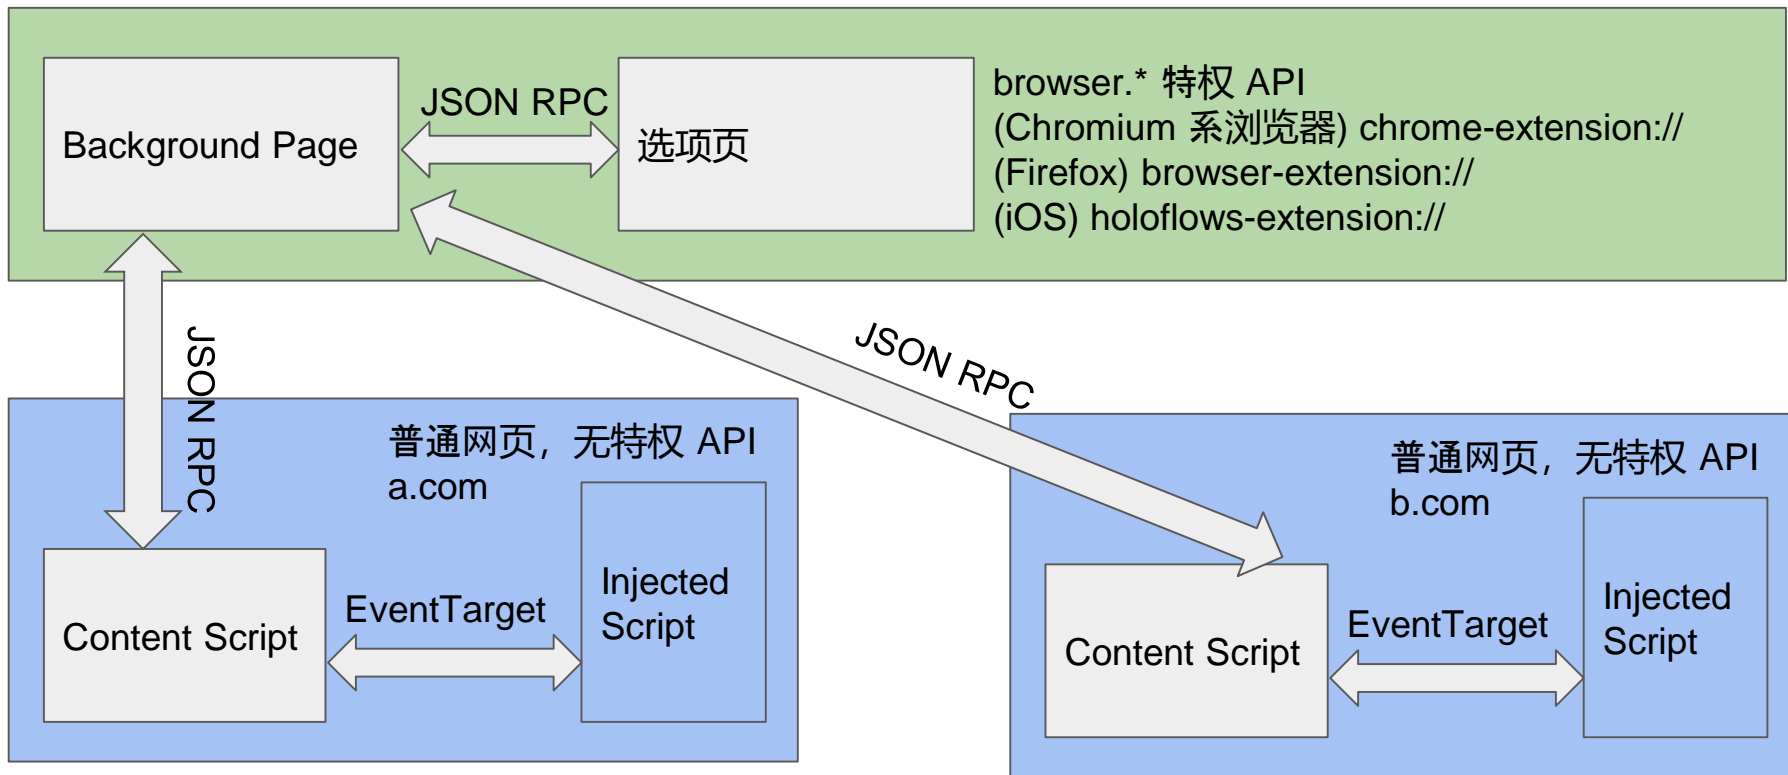 Background Page
JSON RPC
选项页
browser.* 特权 API
(Chromium 系浏览器) chrome-extension://
(Firefox) browser-extension://
(iOS) holoflows-extension://
JSON RPC
JSON RPC
普通网页，无特权 API
a.com
Content Script
EventTarget
Injected
Script
普通网页，无特权 API
b.com
Content Script
EventTarget
Injected
Script